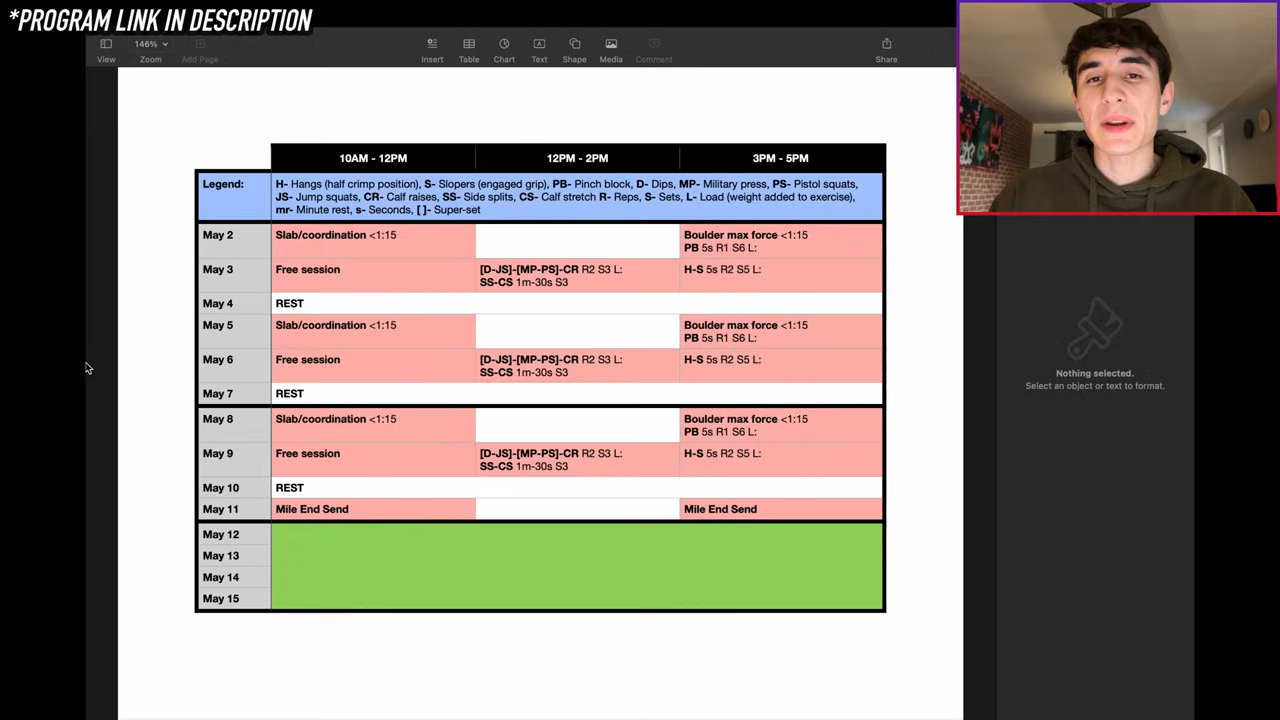 *PROGRAM LINK IN DESCRIPTION
146%
View Zoom Add Page Insert Table Chart Text Shape Media Comment Share
10AM - 12PM 12PM - 2PM 3PM - 5PM
Legend: H- Hangs (half crimp position), S- Slopers (engaged grip), PB- Pinch block, D- Dips, MP- Military press, PS- Pistol squats,
JS- Jump squats, CR- Calf raises, SS- Side splits, CS- Calf stretch R- Reps, S- Sets, L- Load (weight added to exercise),
mr- Minute rest, s- Seconds, [ ]- Super-set
May 2 Slab/coordination <1:15 Boulder max force <1:15
PB 5s R1 S6 L:
May 3 Free session [D-JS]-[MP-PS]-CR R2 S3 L: H-S 5s R2 S5 L:
SS-CS 1m-30s S3
May 4 REST
May 5 Slab/coordination <1:15 Boulder max force <1:15
PB 5s R1 S6 L:
May 6 Free session [D-JS]-[MP-PS]-CR R2 S3 L: H-S 5s R2 S5 L:
SS-CS 1m-30s S3
May 7 REST
May 8 Slab/coordination <1:15 Boulder max force <1:15
PB 5s R1 S6 L:
May 9 Free session [D-JS]-[MP-PS]-CR R2 S3 L: H-S 5s R2 S5 L:
SS-CS 1m-30s S3
May 10 REST
May 11 Mile End Send Mile End Send
May 12
May 13
May 14
May 15
Nothing selected.
Select an object or text to format.